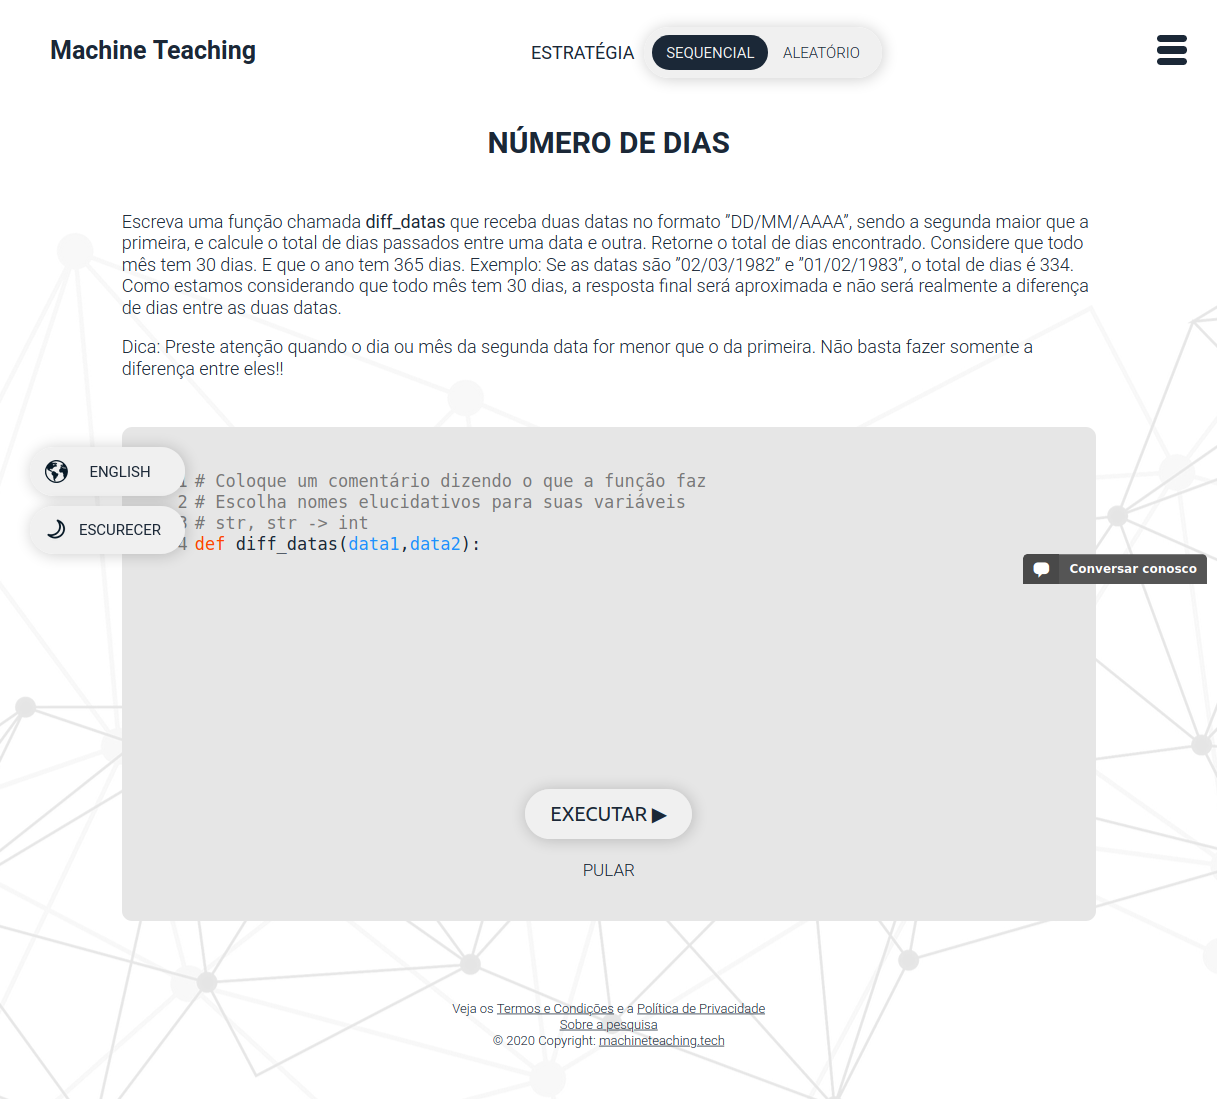 Machine Teaching
ESTRATÉGIA SEQUENCIAL ALEATÓRIO
NÚMERO DE DIAS
Escreva uma função chamada diff_datas que receba duas datas no formato ”DD/MM/AAAA”, sendo a segunda maior que a
primeira, e calcule o total de dias passados entre uma data e outra. Retorne o total de dias encontrado. Considere que todo
mês tem 30 dias. E que o ano tem 365 dias. Exemplo: Se as datas são ”02/03/1982” e ”01/02/1983”, o total de dias é 334.
Como estamos considerando que todo mês tem 30 dias, a resposta final será aproximada e não será realmente a diferença
de dias entre as duas datas.
Dica: Preste atenção quando o dia ou mês da segunda data for menor que o da primeira. Não basta fazer somente a
diferença entre eles!!
ENGLISH
ESCURECER
1 # Coloque um comentário dizendo o que a função faz
2 # Escolha nomes elucidativos para suas variáveis
3 # str, str -> int
4 def diff_datas(data1,data2):
Conversar conosco
EXECUTAR ▶
PULAR
Veja os Termos e Condições e a Política de Privacidade
Sobre a pesquisa
© 2020 Copyright: machineteaching.tech